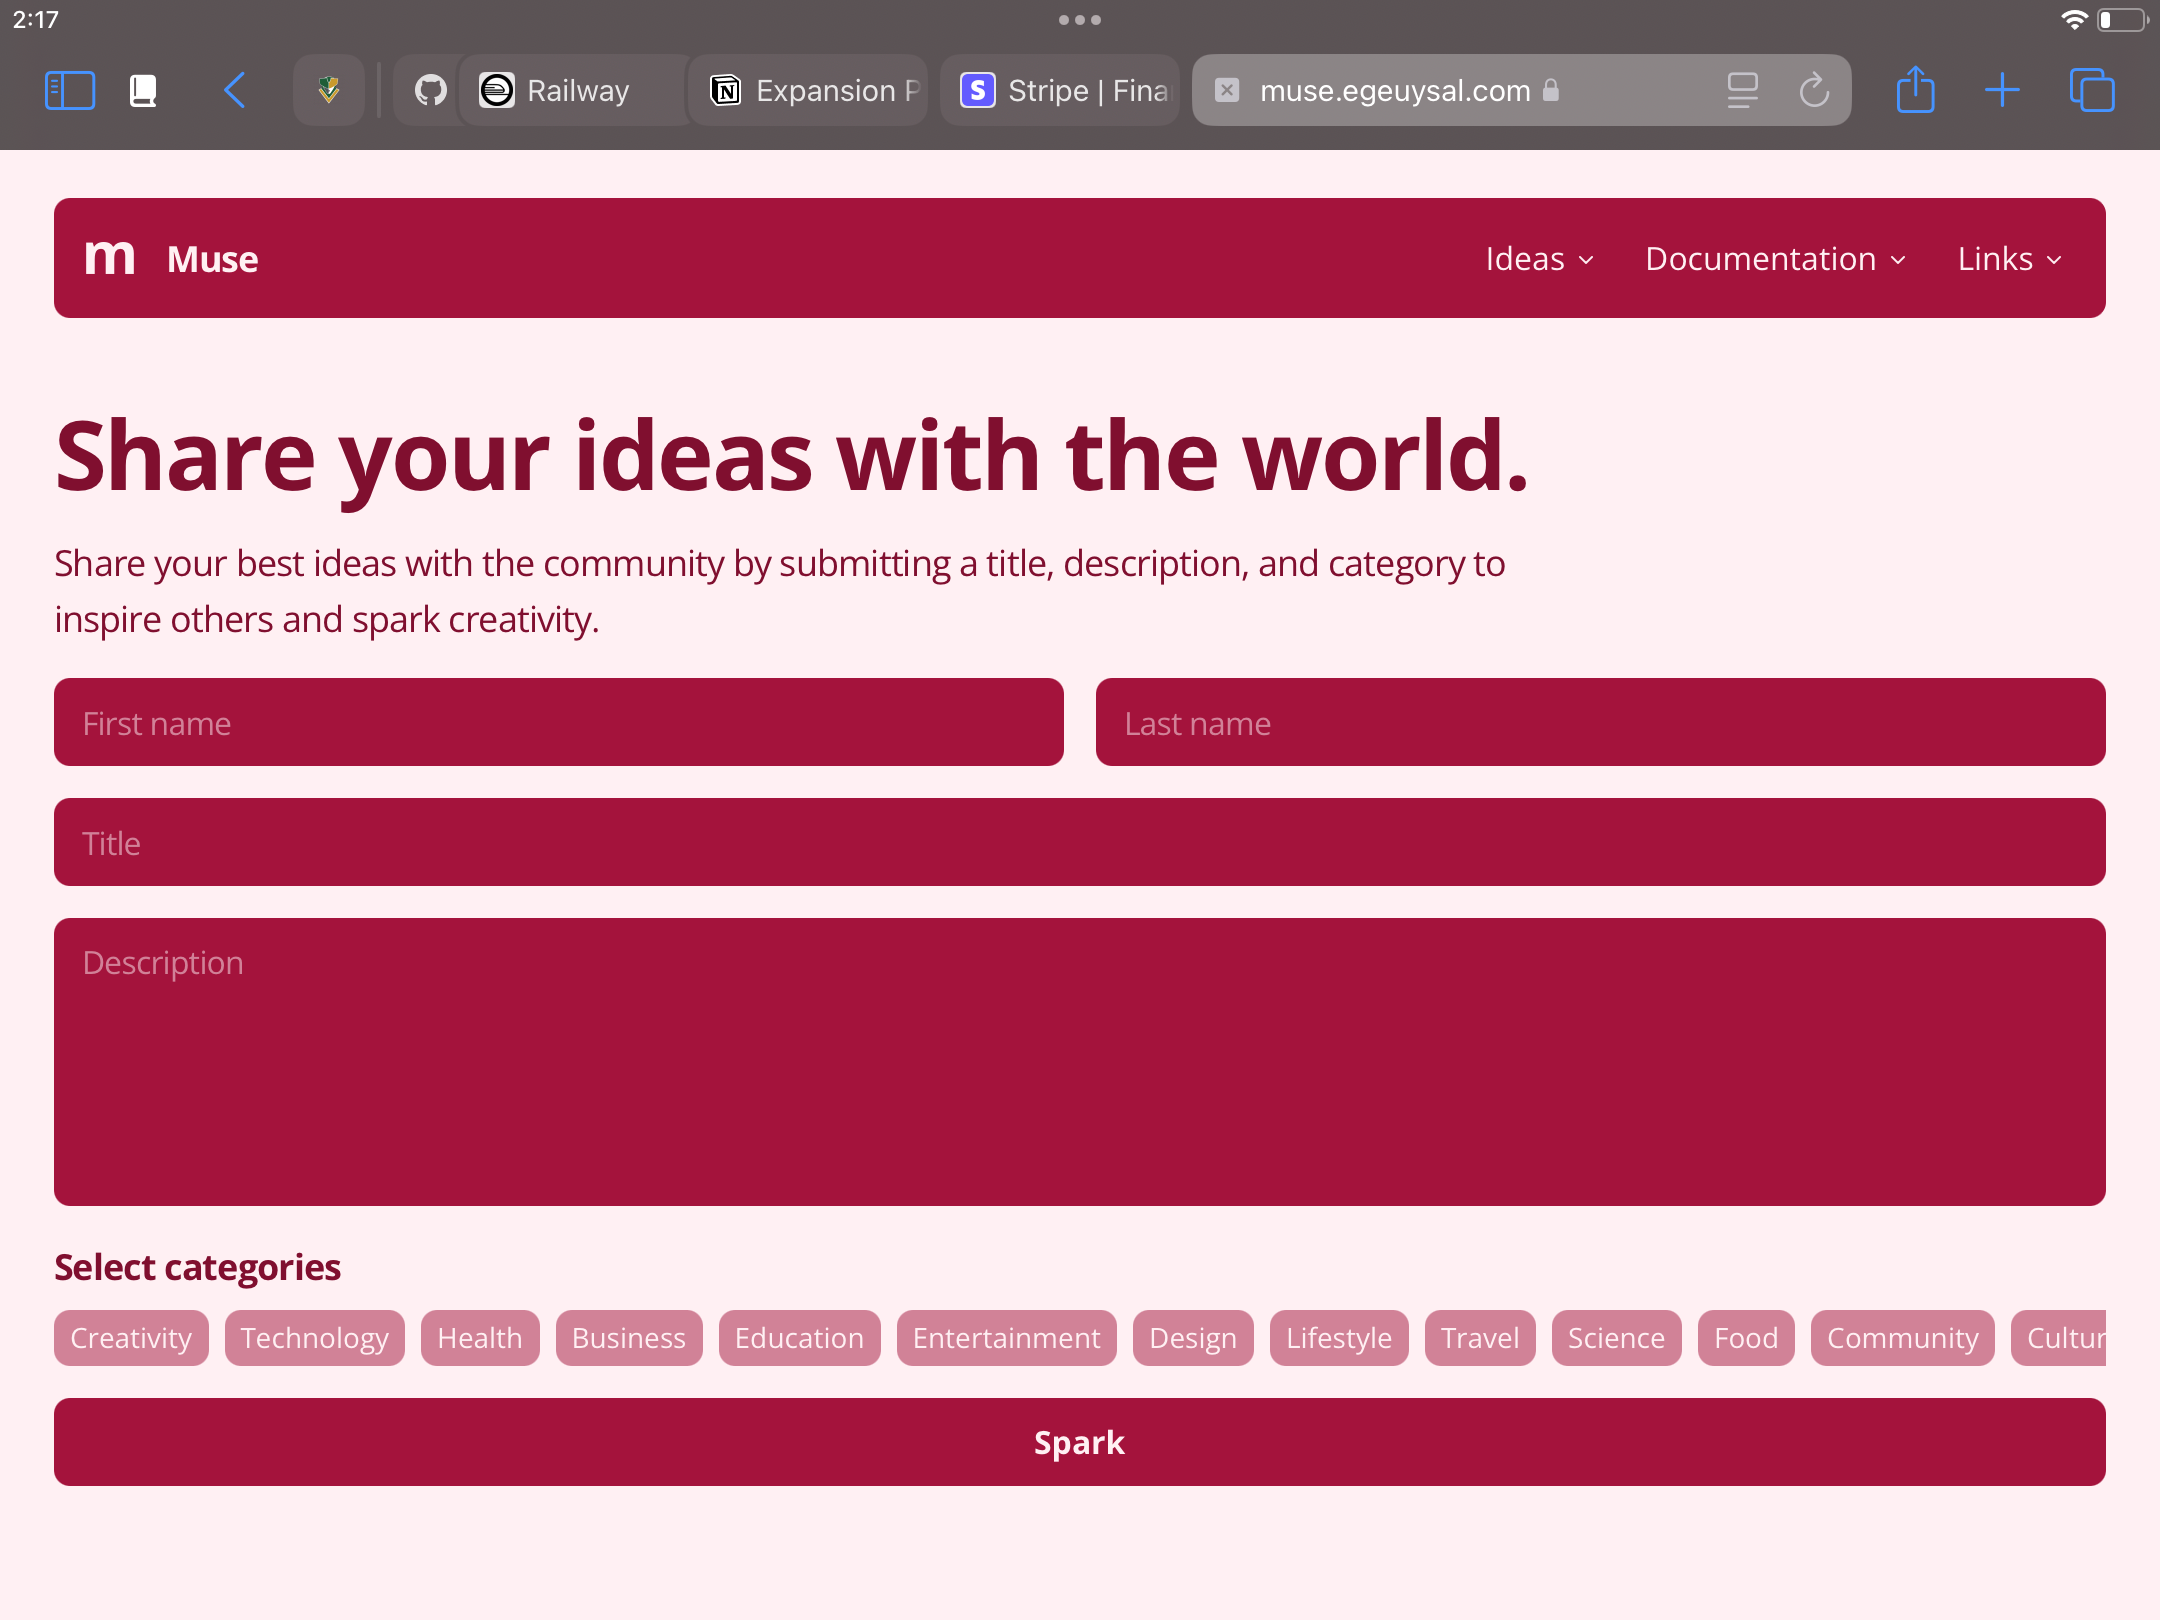 2:17
Railway
Expansion P
Stripe | Fina
muse.egeuysal.com
m Muse
Ideas
Documentation
Links
Share your ideas with the world.
Share your best ideas with the community by submitting a title, description, and category to
inspire others and spark creativity.
First name
Last name
Title
Description
Select categories
Creativity Technology Health Business Education Entertainment Design Lifestyle Travel Science Food Community Cultur
Spark